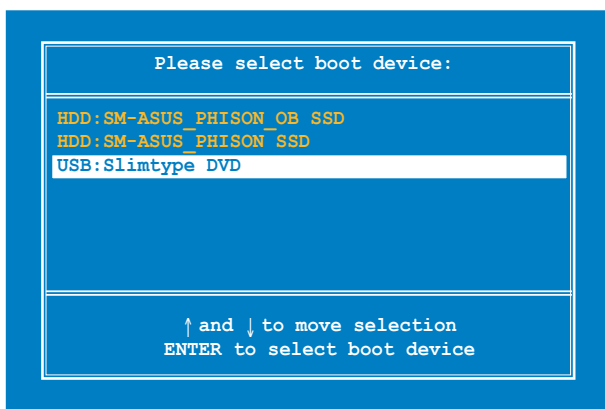 Please select boot device:
HDD:SM-ASUS_PHISON_OB SSD
HDD:SM-ASUS_PHISON SSD
USB:Slimtype DVD
↑ and ↓ to move selection
ENTER to select boot device